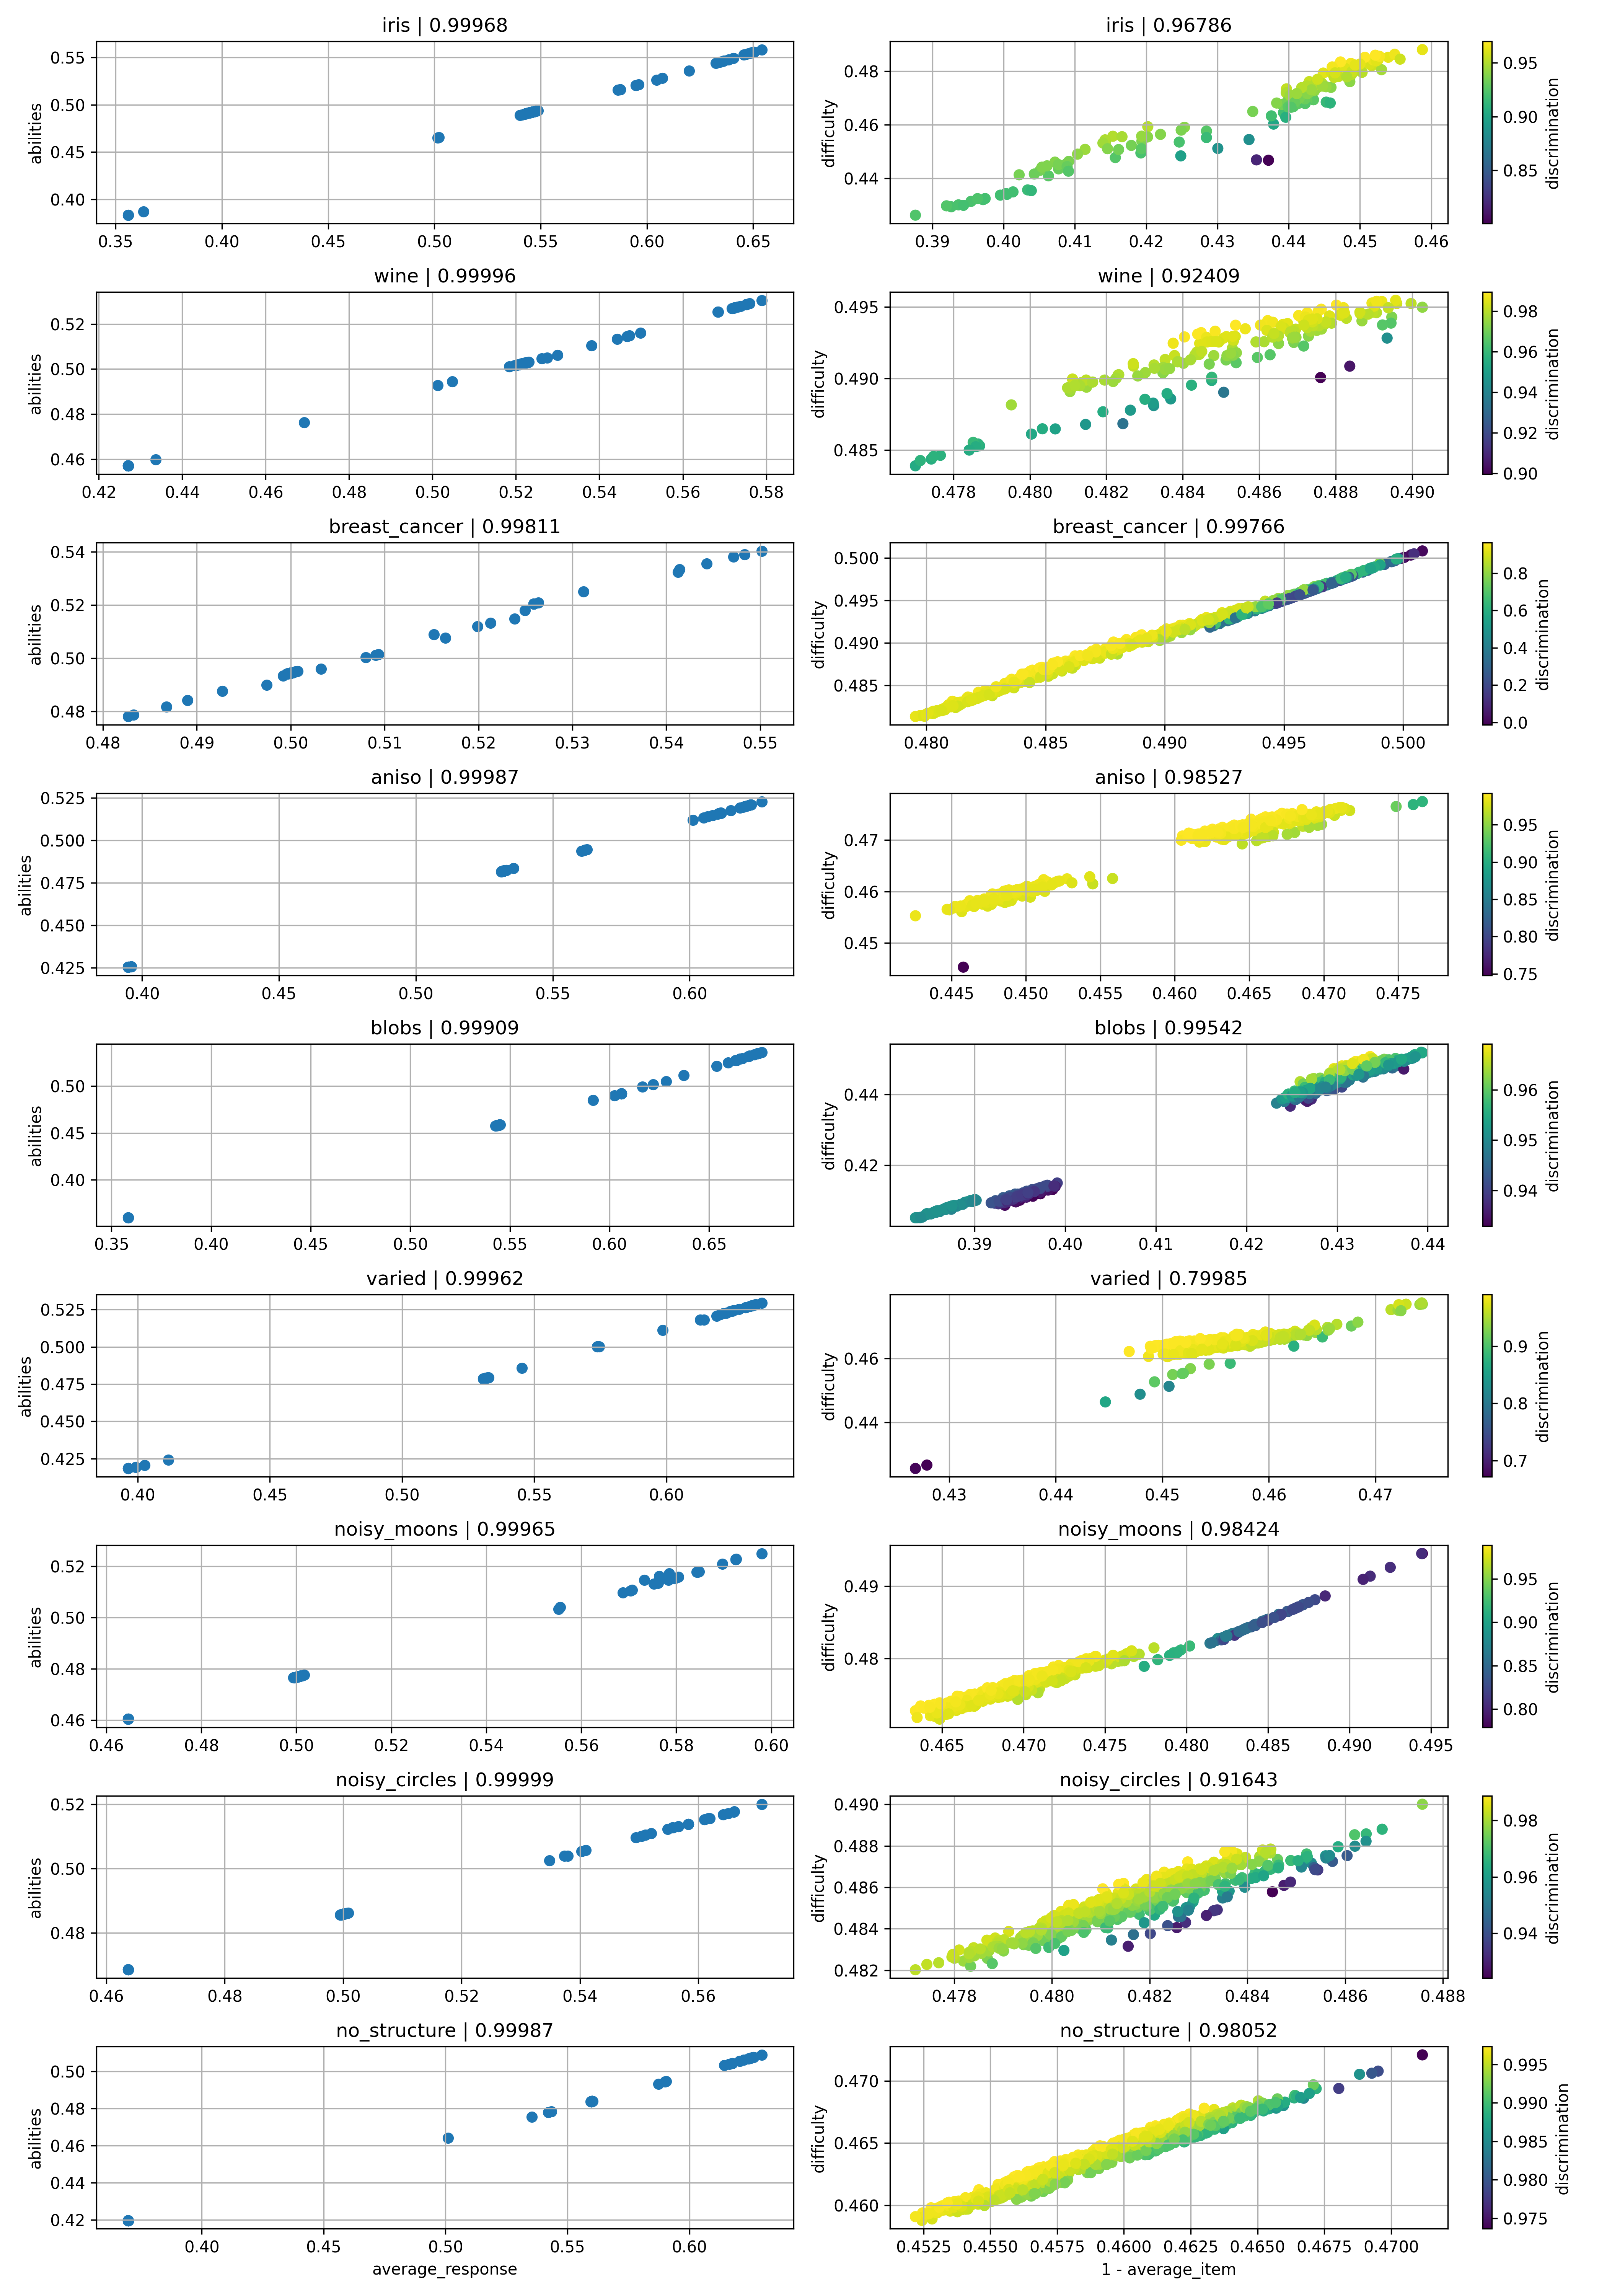 iris | 0.99968
abilities
0.55
0.50
0.45
0.40
0.35 0.40 0.45 0.50 0.55 0.60 0.65
iris | 0.96786
difficulty
0.48
0.46
0.44
0.39 0.40 0.41 0.42 0.43 0.44 0.45 0.46
0.95
0.90
0.85
discrimination
wine | 0.99996
abilities
0.52
0.50
0.48
0.46
0.42 0.44 0.46 0.48 0.50 0.52 0.54 0.56 0.58
wine | 0.92409
difficulty
0.495
0.490
0.485
0.478 0.480 0.482 0.484 0.486 0.488 0.490
0.98
0.96
0.94
0.92
0.90
discrimination
breast_cancer | 0.99811
abilities
0.54
0.52
0.50
0.48
0.48 0.49 0.50 0.51 0.52 0.53 0.54 0.55
breast_cancer | 0.99766
difficulty
0.500
0.495
0.490
0.485
0.480 0.485 0.490 0.495 0.500
0.8
0.6
0.4
0.2
0.0
discrimination
aniso | 0.99987
abilities
0.525
0.500
0.475
0.450
0.425
0.40 0.45 0.50 0.55 0.60
aniso | 0.98527
difficulty
0.47
0.46
0.45
0.445 0.450 0.455 0.460 0.465 0.470 0.475
0.95
0.90
0.85
0.80
0.75
discrimination
blobs | 0.99909
abilities
0.50
0.45
0.40
0.35 0.40 0.45 0.50 0.55 0.60 0.65
blobs | 0.99542
difficulty
0.44
0.42
0.39 0.40 0.41 0.42 0.43 0.44
0.96
0.95
0.94
discrimination
varied | 0.99962
abilities
0.525
0.500
0.475
0.450
0.425
0.40 0.45 0.50 0.55 0.60
varied | 0.79985
difficulty
0.46
0.44
0.43 0.44 0.45 0.46 0.47
0.9
0.8
0.7
discrimination
noisy_moons | 0.99965
abilities
0.52
0.50
0.48
0.46
0.46 0.48 0.50 0.52 0.54 0.56 0.58 0.60
noisy_moons | 0.98424
difficulty
0.49
0.48
0.465 0.470 0.475 0.480 0.485 0.490 0.495
0.95
0.90
0.85
0.80
discrimination
noisy_circles | 0.99999
abilities
0.52
0.50
0.48
0.46 0.48 0.50 0.52 0.54 0.56
noisy_circles | 0.91643
difficulty
0.490
0.488
0.486
0.484
0.482
0.478 0.480 0.482 0.484 0.486 0.488
0.98
0.96
0.94
discrimination
no_structure | 0.99987
abilities
0.50
0.48
0.46
0.44
0.42
0.40 0.45 0.50 0.55 0.60
average_response
no_structure | 0.98052
difficulty
0.470
0.465
0.460
0.4525 0.4550 0.4575 0.4600 0.4625 0.4650 0.4675 0.4700
1 - average_item
0.995
0.990
0.985
0.980
0.975
discrimination